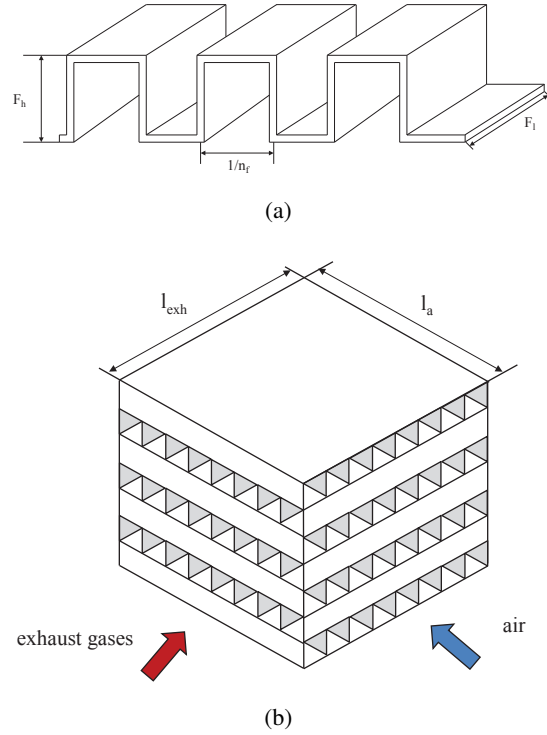 F_h
1/n_f
F_l
(a)
l_exh
l_a
exhaust gases
air
(b)